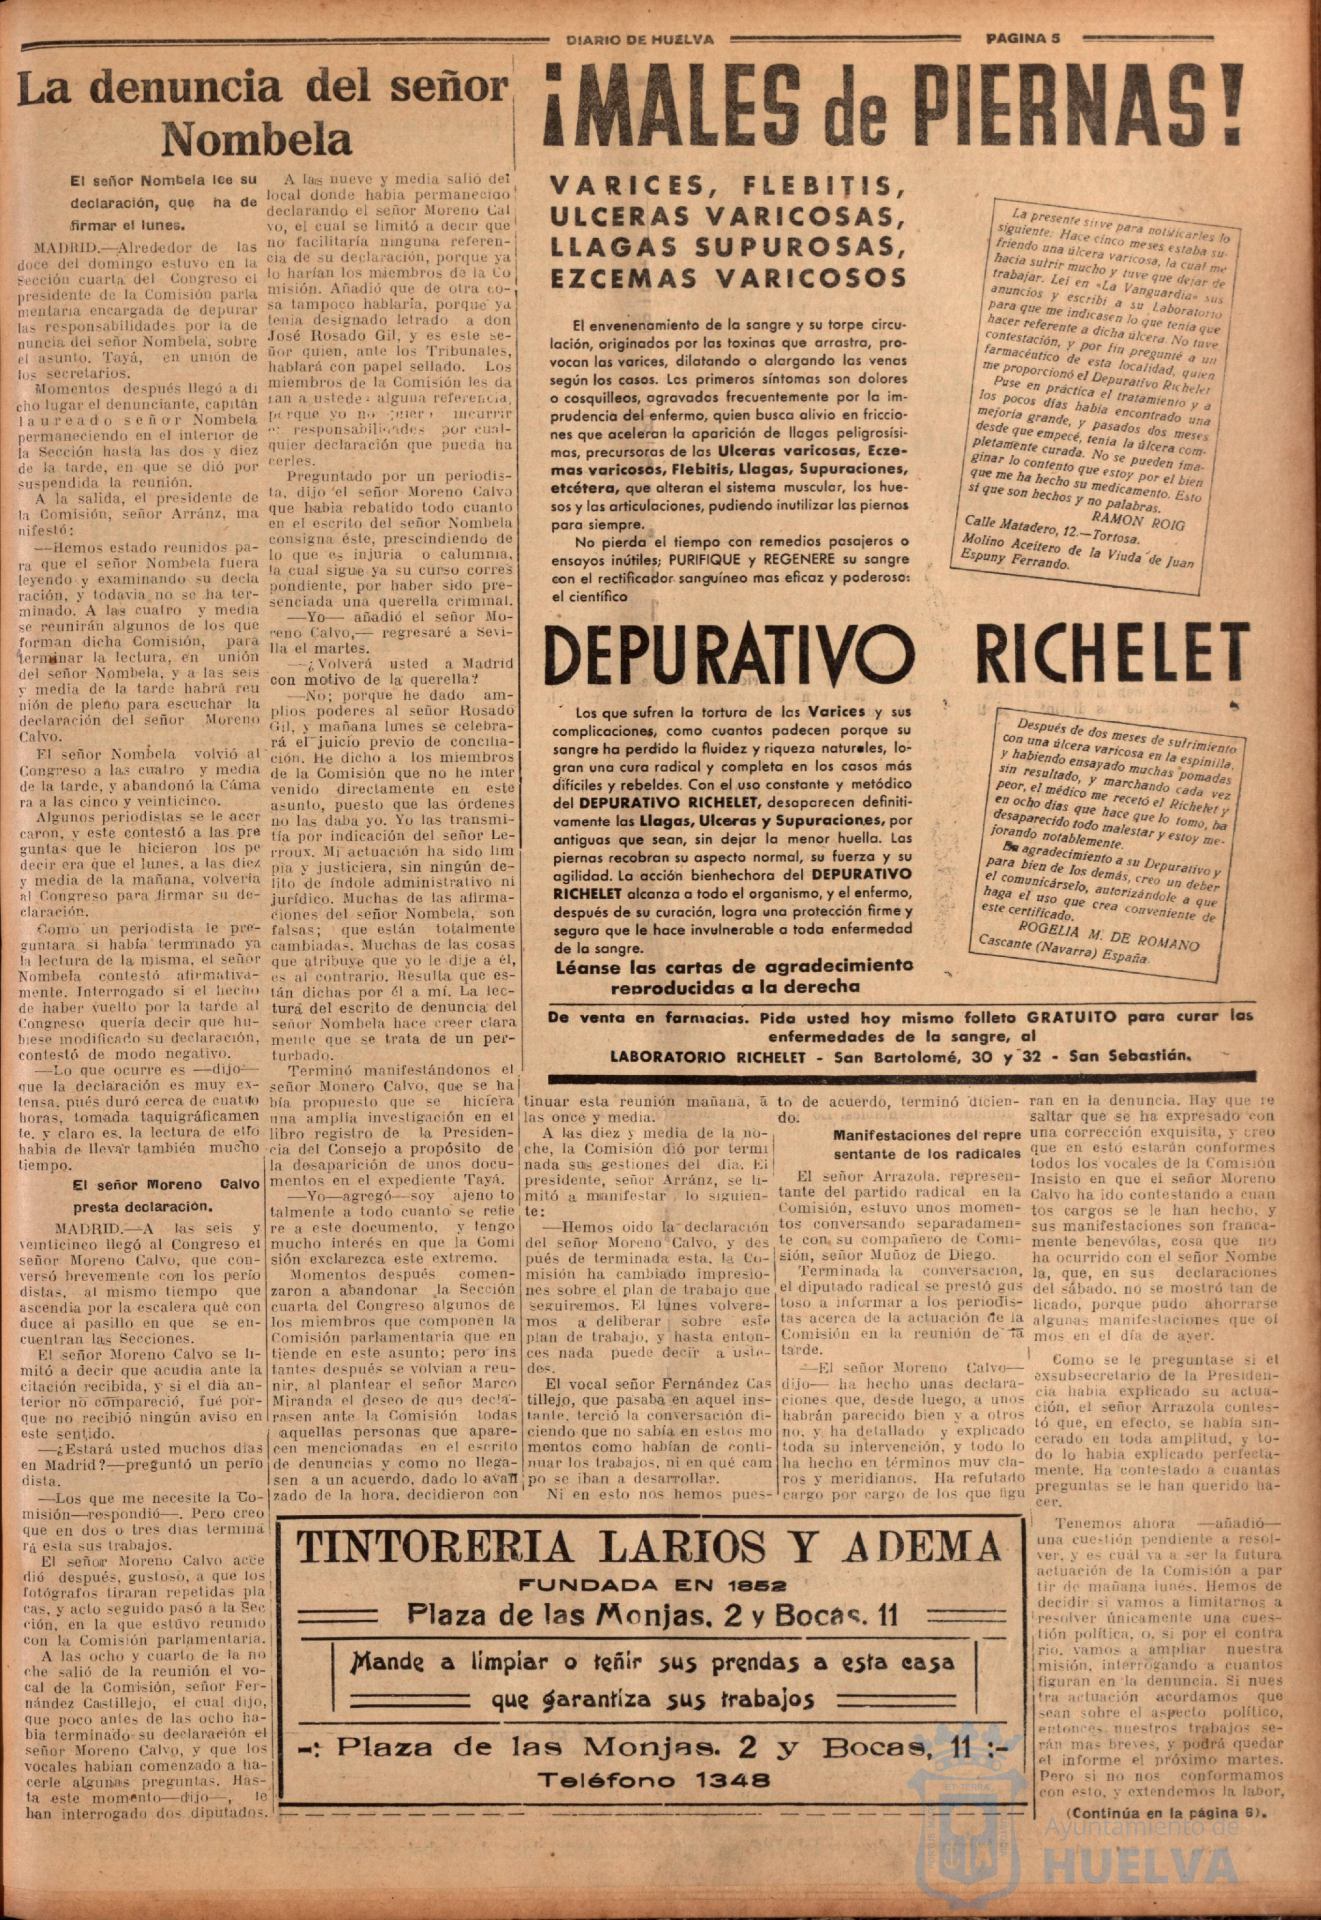 DIARIO DE HUELVA
PAGINA 5
La denuncia del señor
Nombela
El señor Nombela lee su
declaración, que ha de
firmar el lunes.
MADRID.—Alrededor de las
doce del domingo estuvo en la
Sección cuarta del Congreso el
presidente de la Comisión parla
mentaria encargada de depurar
las responsabilidades por la de
nuncia del señor Nombela, sobre
el asunto. Tayá, en unión de
los secretarios.
Momentos después llegó a di
cho lugar el denunciante, capitán
laureado señor Nombela
permaneciendo en el interior de
la Sección hasta las dos y diez
de la tarde, en que se dió por
suspendida la reunión.
A la salida, el presidente de
la Comisión, señor Arránz, ma
nifestó:
—Hemos estado reunidos pa-
ra que el señor Nombela fuera
leyendo y examinando su decla
ración, y todavía no se ha ter-
minado. A las cuatro y media
se reunirán algunos de los que
forman dicha Comisión, para
terminar la lectura, en unión
del señor Nombela, y a las seis
y media de la tarde habrá reu
nión de pleno para escuchar la
declaración del señor Moreno
Calvo.
El señor Nombela volvió al
Congreso a las cuatro y media
de la tarde, y abandonó la Cáma
ra a las cinco y veinticinco.
Algunos periodistas se le acer
caron, y este contestó a las pre
guntas que le hicieron los pe
decir era que el lunes, a las diez
y media de la mañana, volvería
al Congreso para firmar su de-
claración.
Como un periodista le pre-
guntara si había terminado ya
la lectura de la misma, el señor
Nombela contestó afirmativa-
mente. Interrogado si el hecho
de haber vuelto por la tarde al
Congreso quería decir que hu-
biese modificado su declaración,
contestó de modo negativo.
—Lo que ocurre es —dijo—
que la declaración es muy ex-
tensa, pués duró cerca de cuatro
horas, tomada taquigráficamen
te, y claro es, la lectura de ello
había de llevar también mucho
tiempo.
El señor Moreno Calvo
presta declaración.
MADRID.—A las seis y
veinticinco llegó al Congreso el
señor Moreno Calvo, que con-
versó brevemente con los perio
distas, al mismo tiempo que
ascendía por la escalera qué con
duce al pasillo en que se en-
cuentran las Secciones.
El señor Moreno Calvo se li-
mitó a decir que acudía ante la
citación recibida, y si el día an-
terior no compareció, fué por-
que no recibió ningún aviso en
este sentido.
—¿Estará usted muchos días
en Madrid?—preguntó un perio
dista.
—Los que me necesite la Co-
misión—respondió—. Pero creo
que en dos o tres días terminá
rá esta sus trabajos.
El señor Moreno Calvo acce
dió después, gustoso, a que los
fotógrafos tiraran repetidas pla
cas, y acto seguido pasó a la Sec
ción, en la que estuvo reunido
con la Comisión parlamentaria.
A las ocho y cuarto de la no
che salió de la reunión el vo-
cal de la Comisión, señor Fer-
nández Castillejo, el cual dijo,
que poco antes de las ocho ha-
bía terminado su declaración el
señor Moreno Calvo, y que los
vocales habían comenzado a ha-
cerle algunas preguntas. Has-
ta este momento—dijo—, le
han interrogado dos diputados.
A las nueve y media salió del
local donde había permanecido
declarando el señor Moreno Cal
vo, el cual se limitó a decir que
no facilitaría ninguna referen-
cia de su declaración, porque ya
lo harían los miembros de la Co
misión. Añadió que de otra co-
sa tampoco hablaría, porque ya
tenía designado letrado a don
José Rosado Gil, y es este se-
ñor quien, ante los Tribunales,
hablará con papel sellado. Los
miembros de la Comisión les da
rán a ustedes alguna referencia,
porque yo no quiero incurrir
en responsabilidades por cual-
quier declaración que pueda ha
cerles.
Preguntado por un periodis-
ta, dijo el señor Moreno Calvo
que había rebatido todo cuanto
en el escrito del señor Nombela
consigna éste, prescindiendo de
lo que es injuria o calumnia,
la cual sigue ya su curso corres
pondiente, por haber sido pre-
senciada una querella criminal.
—Yo— añadió el señor Mo-
reno Calvo,— regresaré a Sevi-
lla el martes.
—¿Volverá usted a Madrid
con motivo de la querella?
—No; porque he dado am-
plios poderes al señor Rosado
Gil, y mañana lunes se celebra-
rá el juicio previo de concilia-
ción. He dicho a los miembros
de la Comisión que no he inter
venido directamente en este
asunto, puesto que las órdenes
no las daba yo. Yo las transmi-
tía por indicación del señor Le-
rroux. Mi actuación ha sido lim
pia y justiciera, sin ningún de-
lito de índole administrativo ni
jurídico. Muchas de las afirma-
ciones del señor Nombela, son
falsas; que están totalmente
cambiadas. Muchas de las cosas
que atribuye que yo le dije a él,
es al contrario. Resulta que es-
tán dichas por él a mí. La lec-
tura del escrito de denuncia del
señor Nombela hace creer clara
mente que se trata de un per-
turbado.
Terminó manifestándonos el
señor Monero Calvo, que se ha
bía propuesto que se hiciera
una amplia investigación en el
libro registro de la Presiden-
cia del Consejo a propósito de
la desaparición de unos docu-
mentos en el expediente Tayá.
—Yo—agregó—soy ajeno to
talmente a todo cuanto se refie
re a este documento, y tengo
mucho interés en que la Comi
sión exclarezca este extremo.
Momentos después comen-
zaron a abandonar la Sección
cuarta del Congreso algunos de
los miembros que componen la
Comisión parlamentaria que en
tiende en este asunto; pero ins
tantes después se volvían a reu-
nir, al plantear el señor Marco
Miranda el deseo de que declá-
rasen ante la Comisión todas
aquellas personas que apare-
cen mencionadas en el escrito
de denuncias y como no llega-
sen a un acuerdo, dado lo avan
zado de la hora, decidieron con
¡MALES de PIERNAS!
VARICES, FLEBITIS,
ULCERAS VARICOSAS,
LLAGAS SUPUROSAS,
EZCEMAS VARICOSOS
El envenenamiento de la sangre y su torpe circu-
lación, originados por las toxinas que arrastra, pro-
vocan las varices, dilatando o alargando las venas
según los casos. Los primeros síntomas son dolores
o cosquilleos, agravados frecuentemente por la im-
prudencia del enfermo, quien busca alivio en friccio-
nes que aceleran la aparición de llagas peligrosísi-
mas, precursoras de las Ulceras varicosas, Ecze-
mas varicosos, Flebitis, Llagas, Supuraciones,
etcétera, que alteran el sistema muscular, los hue-
sos y las articulaciones, pudiendo inutilizar las piernas
para siempre.
No pierda el tiempo con remedios pasajeros o
ensayos inútiles; PURIFIQUE y REGENERE su sangre
con el rectificador sanguíneo mas eficaz y poderoso:
el científico
La presente sirve para notificarles lo
siguiente: Hace cinco meses estaba su-
friendo una úlcera varicosa, la cual me
hacía sufrir mucho y tuve que dejar de
trabajar. Leí en «La Vanguardia» sus
anuncios y escribí a su Laboratorio
para que me indicasen lo que tenía que
hacer referente a dicha úlcera. No tuve
contestación, y por fin pregunté a un
farmacéutico de esta localidad, quien
me proporcionó el Depurativo Richelet
Puse en práctica el tratamiento y a
los pocos días había encontrado una
mejoría grande, y pasados dos meses
desde que empecé, tenía la úlcera com-
pletamente curada. No se pueden ima-
ginar lo contento que estoy por el bien
que me ha hecho su medicamento. Esto
sí que son hechos y no palabras.
RAMON ROIG
Calle Matadero, 12.—Tortosa.
Molino Aceitero de la Viuda de Juan
Espuny Ferrando.
DEPURATIVO RICHELET
Los que sufren la tortura de las Varices y sus
complicaciones, como cuantos padecen porque su
sangre ha perdido la fluidez y riqueza naturales, lo-
gran una cura radical y completa en los casos más
difíciles y rebeldes. Con el uso constante y metódico
del DEPURATIVO RICHELET, desaparecen definiti-
vamente las Llagas, Ulceras y Supuraciones, por
antiguas que sean, sin dejar la menor huella. Las
piernas recobran su aspecto normal, su fuerza y su
agilidad. La acción bienhechora del DEPURATIVO
RICHELET alcanza a todo el organismo, y el enfermo,
después de su curación, logra una protección firme y
segura que le hace invulnerable a toda enfermedad
de la sangre.
Léanse las cartas de agradecimiento
reproducidas a la derecha
Después de dos meses de sufrimiento
con una úlcera varicosa en la espinilla,
y habiendo ensayado muchas pomadas
sin resultado, y marchando cada vez
peor, el médico me recetó el Richelet y
en ocho días que hace que lo tomo, ha
desaparecido todo malestar y estoy me-
jorando notablemente.
En agradecimiento a su Depurativo y
para bien de los demás, creo un deber
el comunicárselo, autorizándole a que
haga el uso que crea conveniente de
este certificado.
ROGELIA M. DE ROMANO
Cascante (Navarra) España.
De venta en farmacias. Pida usted hoy mismo folleto GRATUITO para curar las
enfermedades de la sangre, al
LABORATORIO RICHELET - San Bartolomé, 30 y 32 - San Sebastián.
tinuar esta reunión mañana, a
las once y media.
A las diez y media de la no-
che, la Comisión dió por termi
nada sus gestiones del día. El
presidente, señor Arránz, se li-
mitó a manifestar lo siguien-
te:
—Hemos oído la declaración
del señor Moreno Calvo, y des
pués de terminada esta, la Co-
misión ha cambiado impresio-
nes sobre el plan de trabajo que
seguiremos. El lunes volvere-
mos a deliberar sobre este
plan de trabajo, y hasta enton-
ces nada puede decir a uste-
des.
El vocal señor Fernández Cas
tillejo, que pasaba en aquel ins-
tante, terció la conversación di-
ciendo que no sabía en estos mo
mentos como habían de conti-
nuar los trabajos, ni en qué cam
po se iban a desarrollar.
Ni en esto nos hemos pues-
to de acuerdo, terminó dicien-
do.
Manifestaciones del repre
sentante de los radicales
El señor Arrazola, represen-
tante del partido radical en la
Comisión, estuvo unos momen-
tos conversando separadamen-
te con su compañero de Comi-
sión, señor Muñoz de Diego.
Terminada la conversación,
el diputado radical se prestó gus
toso a informar a los periodis-
tas acerca de la actuación de la
Comisión en la reunión de la
tarde.
—El señor Moreno Calvo—
dijo— ha hecho unas declara-
ciones que, desde luego, a unos
habrán parecido bien y a otros
no, y ha detallado y explicado
toda su intervención, y todo lo
ha hecho en términos muy cla-
ros y meridianos. Ha refutado
cargo por cargo de los que figu
ran en la denuncia. Hay que re
saltar que se ha expresado con
una corrección exquisita, y creo
que en estó estarán conformes
todos los vocales de la Comisión
Insisto en que el señor Moreno
Calvo ha ido contestando a cuan
tos cargos se le han hecho, y
sus manifestaciones son franca-
mente benevólas, cosa que no
ha ocurrido con el señor Nombe
la, que, en sus declaraciones
del sábado, no se mostró tan de
licado, porque pudo ahorrarse
algunas manifestaciones que oí
mos en el día de ayer.
Como se le preguntase si el
exsubsecretario de la Presiden-
cia había explicado su actua-
ción, el señor Arrazola contes-
tó que, en efecto, se había sin-
cerado en toda amplitud, y to-
do lo había explicado perfecta-
mente. Ha contestado a cuantas
preguntas se le han querido ha-
cer.
Tenemos ahora —añadió—
una cuestión pendiente a resol-
ver, y es cuál va a ser la futura
actuación de la Comisión a par
tir de mañana lunes. Hemos de
decidir si vamos a limitarnos a
resolver únicamente una cues-
tión política, o, si por el contra
rio, vamos a ampliar nuestra
misión, interrogando a cuantos
figuran en la denuncia. Si nues
tra actuación acordamos que
sean sobre el aspecto político,
entonces nuestros trabajos se-
rán mas breves, y podrá quedar
el informe el próximo martes.
Pero si no nos conformamos
con esto, y extendemos la labor,
(Continúa en la página 6).
TINTORERIA LARIOS Y ADEMA
FUNDADA EN 1852
Plaza de las Monjas, 2 y Bocas, 11
Mande a limpiar o teñir sus prendas a esta casa
que garantiza sus trabajos
-: Plaza de las Monjas. 2 y Bocas, 11 :-
Teléfono 1348
Ayuntamiento de
HUELVA